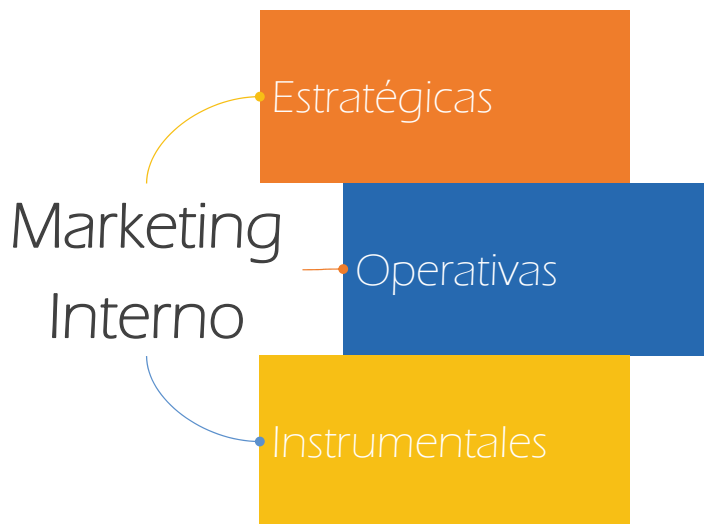 Estratégicas
Marketing
Interno
Operativas
Instrumentales